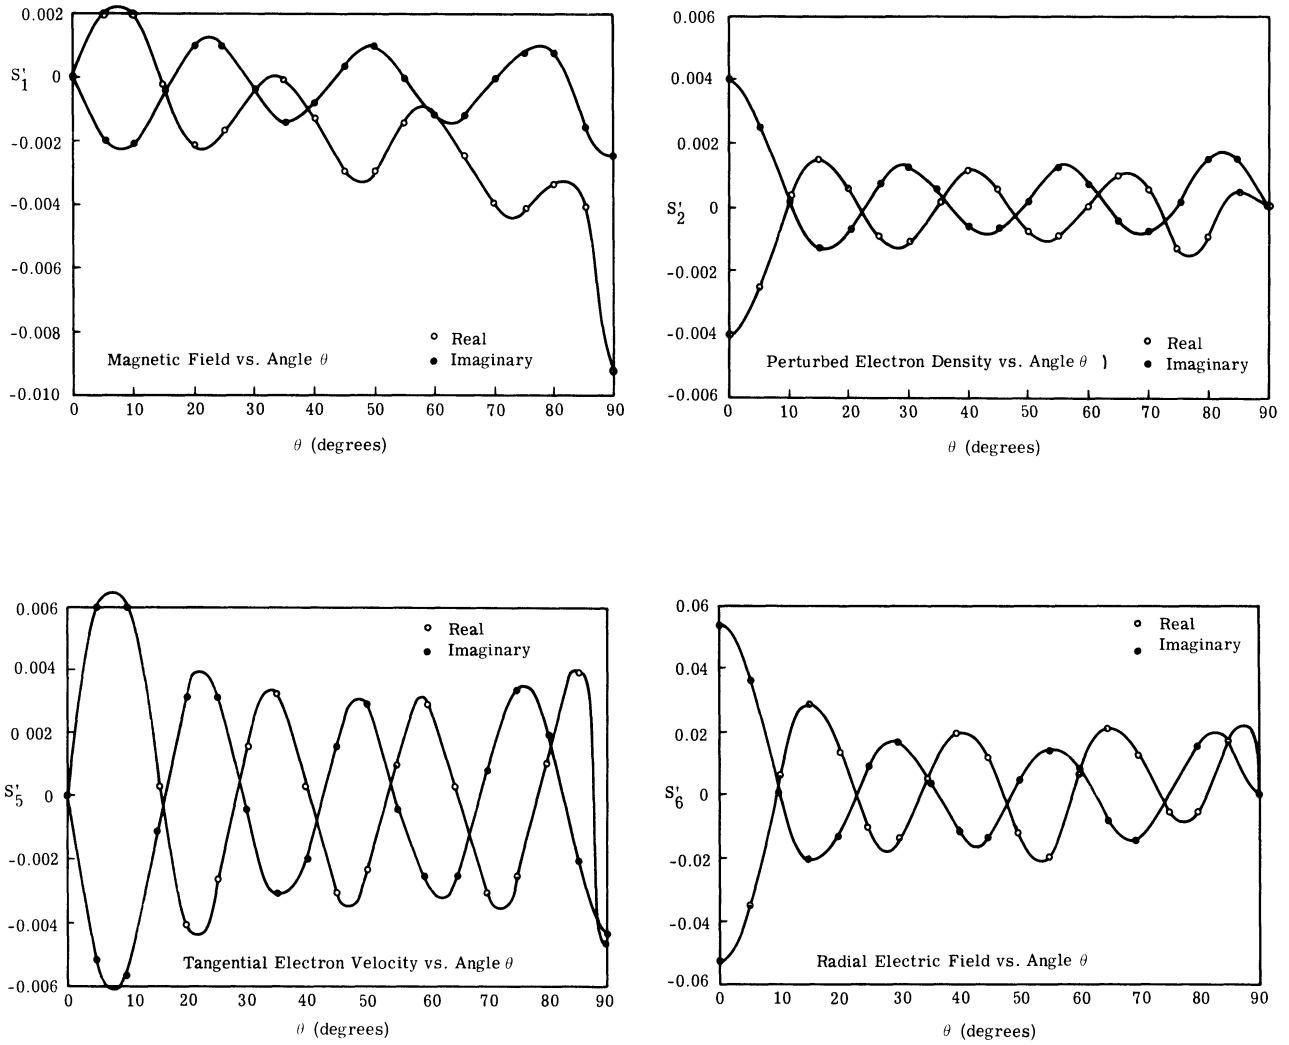 0.002
0
-0.002
-0.004
-0.006
-0.008
-0.010
S'1
Real
Imaginary
Magnetic Field vs. Angle θ
0 10 20 30 40 50 60 70 80 90
θ (degrees)
0.006
0.004
0.002
0
-0.002
-0.004
-0.006
S'2
Real
Imaginary
Perturbed Electron Density vs. Angle θ )
0 10 20 30 40 50 60 70 80 90
θ (degrees)
0.006
0.004
0 002
0
-0.002
-0.004
-0.006
S'5
Real
Imaginary
Tangential Electron Velocity vs. Angle θ
0 10 20 30 40 50 60 70 80 90
θ (degrees)
0.06
0.04
0.02
0
-0.02
-0.04
-0.06
S'6
Real
Imaginary
Radial Electric Field vs. Angle θ
0 10 20 30 40 50 60 70 80 90
θ (degrees)